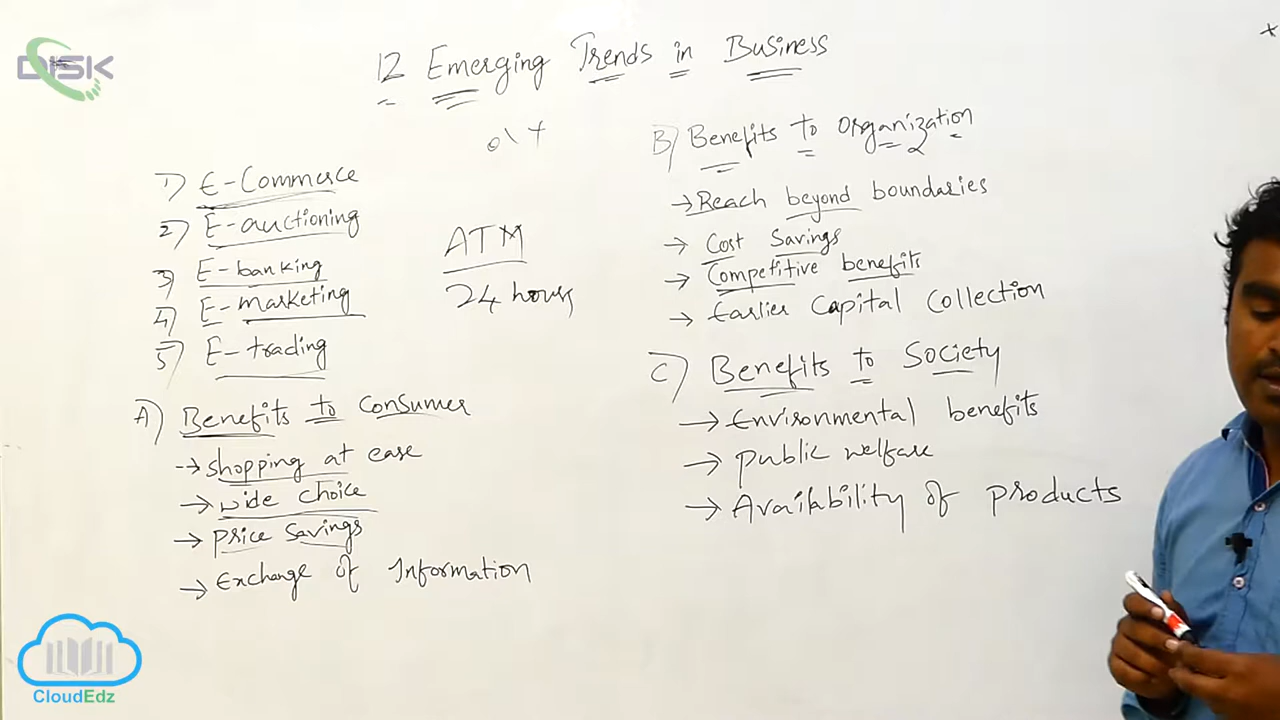 DISK
12 Emerging Trends in Business
1) E-Commerce
2) E-auctioning
3) E-banking
4) E-marketing
5) E-trading
ATM
24 hours
A) Benefits to Consumer
→ shopping at ease
→ wide choice
→ price savings
→ Exchange of Information
B) Benefits to Organization
→ Reach beyond boundaries
→ Cost Savings
→ Competitive benefits
→ Earlier Capital Collection
C) Benefits to Society
→ Environmental benefits
→ public welfare
→ Availability of products
CloudEdz